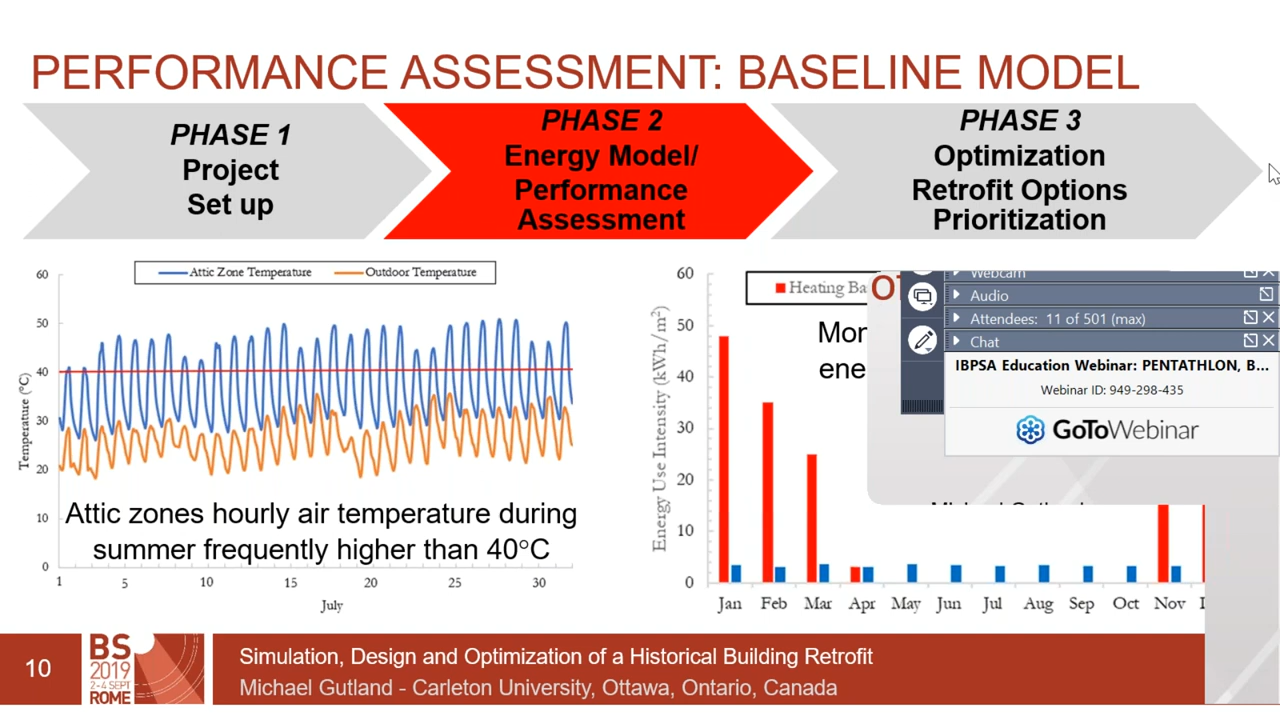 PERFORMANCE ASSESSMENT: BASELINE MODEL
PHASE 1
Project
Set up
PHASE 2
Energy Model/
Performance
Assessment
PHASE 3
Optimization
Retrofit Options
Prioritization
Attic Zone Temperature
Outdoor Temperature
60
50
40
30
20
10
0
Temperature (°C)
1
5
10
15
20
25
30
July
Attic zones hourly air temperature during
summer frequently higher than 40°C
Heating Ba
Mon
ene
60
50
40
30
20
10
0
Energy Use Intensity (kWh/m²)
Jan
Feb
Mar
Apr
May
Jun
Jul
Aug
Sep
Oct
Nov
Webcam
Audio
Attendees: 11 of 501 (max)
Chat
IBPSA Education Webinar: PENTATHLON, B...
Webinar ID: 949-298-435
GoToWebinar
10
BS
2019
2-4 SEPT
ROME
Simulation, Design and Optimization of a Historical Building Retrofit
Michael Gutland - Carleton University, Ottawa, Ontario, Canada